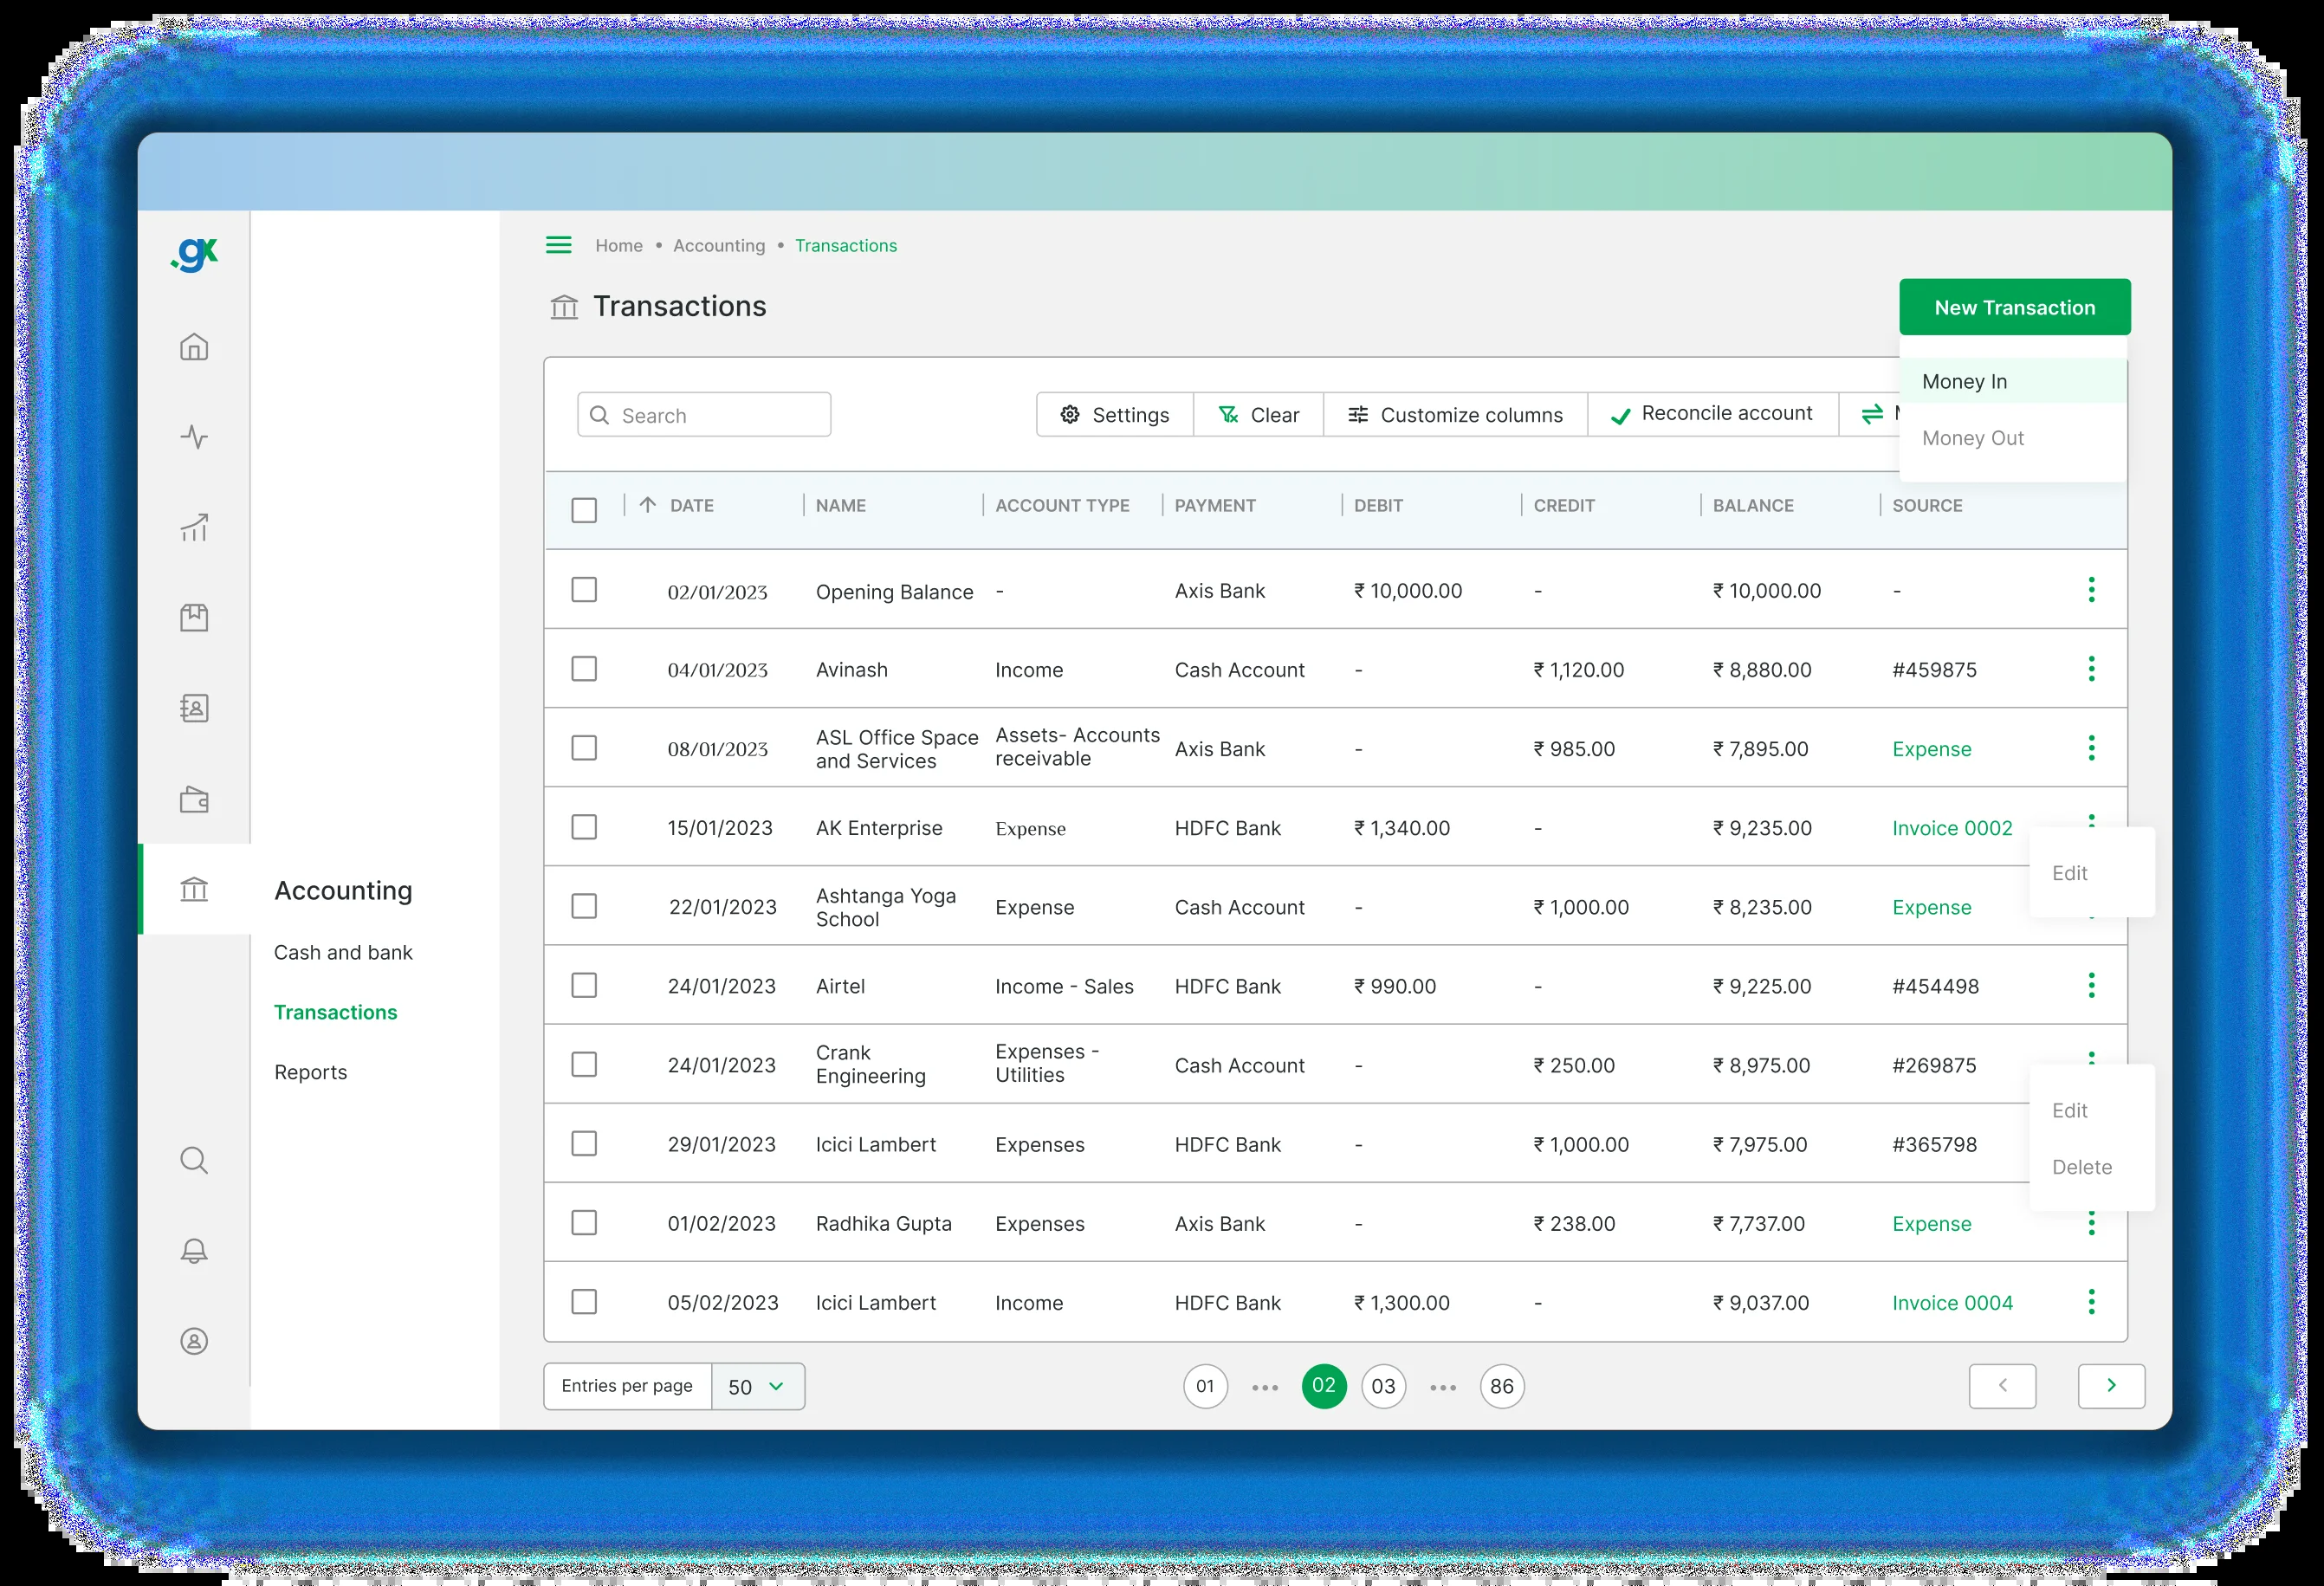 .gx
Home • Accounting • Transactions
Transactions
New Transaction
Money In
Money Out
Search
Settings
Clear
Customize columns
Reconcile account
DATE NAME ACCOUNT TYPE PAYMENT DEBIT CREDIT BALANCE SOURCE
02/01/2023 Opening Balance - Axis Bank ₹ 10,000.00 - ₹ 10,000.00 -
04/01/2023 Avinash Income Cash Account - ₹ 1,120.00 ₹ 8,880.00 #459875
08/01/2023 ASL Office Space and Services Assets- Accounts receivable Axis Bank - ₹ 985.00 ₹ 7,895.00 Expense
15/01/2023 AK Enterprise Expense HDFC Bank ₹ 1,340.00 - ₹ 9,235.00 Invoice 0002
Edit
22/01/2023 Ashtanga Yoga School Expense Cash Account - ₹ 1,000.00 ₹ 8,235.00 Expense
24/01/2023 Airtel Income - Sales HDFC Bank ₹ 990.00 - ₹ 9,225.00 #454498
24/01/2023 Crank Engineering Expenses - Utilities Cash Account - ₹ 250.00 ₹ 8,975.00 #269875
Edit
Delete
29/01/2023 Icici Lambert Expenses HDFC Bank - ₹ 1,000.00 ₹ 7,975.00 #365798
01/02/2023 Radhika Gupta Expenses Axis Bank - ₹ 238.00 ₹ 7,737.00 Expense
05/02/2023 Icici Lambert Income HDFC Bank ₹ 1,300.00 - ₹ 9,037.00 Invoice 0004
Accounting
Cash and bank
Transactions
Reports
Entries per page 50
01 ... 02 03 ... 86